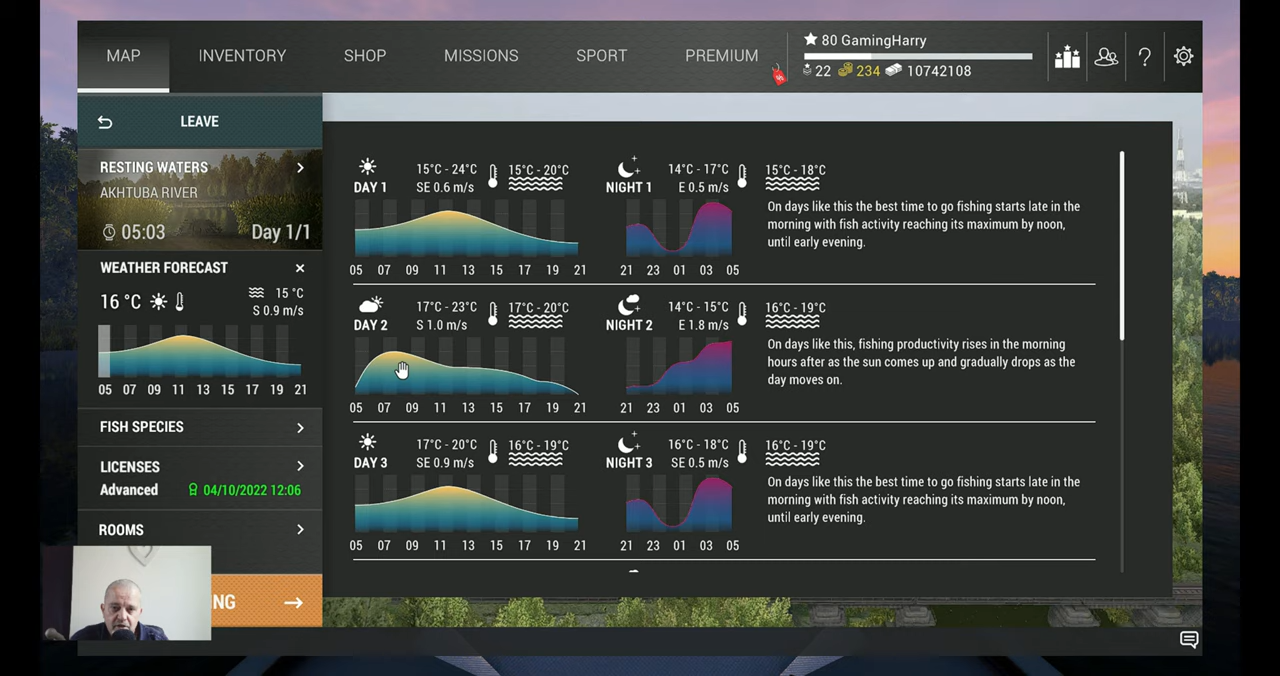 MAP
INVENTORY
SHOP
MISSIONS
SPORT
PREMIUM
80 GamingHarry
22 234 10742108
LEAVE
RESTING WATERS
AKHTUBA RIVER
05:03 Day 1/1
WEATHER FORECAST
16 °C 15 °C
S 0.9 m/s
05 07 09 11 13 15 17 19 21
FISH SPECIES
LICENSES
Advanced 04/10/2022 12:06
ROOMS
NG
DAY 1
15°C - 24°C
SE 0.6 m/s
15°C - 20°C
05 07 09 11 13 15 17 19 21
NIGHT 1
14°C - 17°C
E 0.5 m/s
15°C - 18°C
21 23 01 03 05
On days like this the best time to go fishing starts late in the
morning with fish activity reaching its maximum by noon,
until early evening.
DAY 2
17°C - 23°C
S 1.0 m/s
17°C - 20°C
05 07 09 11 13 15 17 19 21
NIGHT 2
14°C - 15°C
E 1.8 m/s
16°C - 19°C
21 23 01 03 05
On days like this, fishing productivity rises in the morning
hours after as the sun comes up and gradually drops as the
day moves on.
DAY 3
17°C - 20°C
SE 0.9 m/s
16°C - 19°C
05 07 09 11 13 15 17 19 21
NIGHT 3
16°C - 18°C
SE 0.5 m/s
16°C - 19°C
21 23 01 03 05
On days like this the best time to go fishing starts late in the
morning with fish activity reaching its maximum by noon,
until early evening.